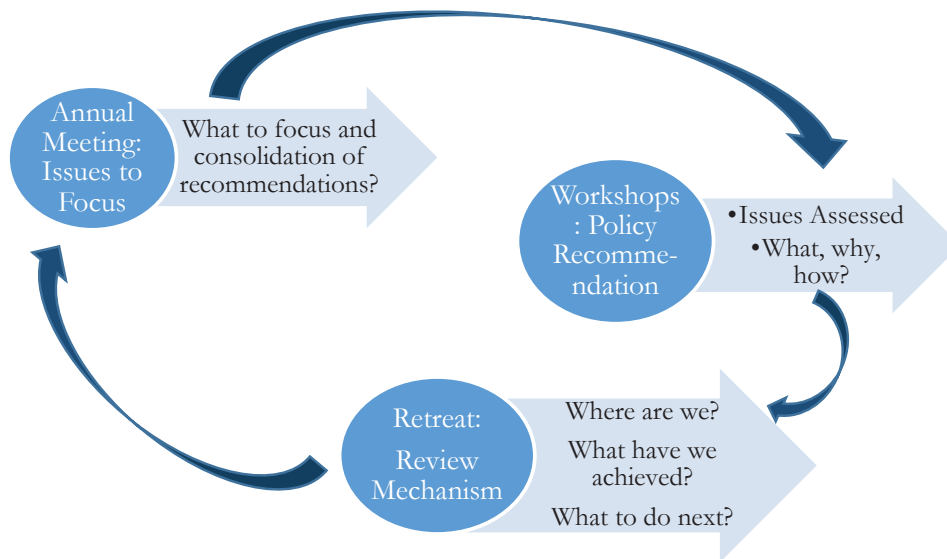 Annual
Meeting:
Issues to
Focus
What to focus and
consolidation of
recommendations?
Workshops
: Policy
Recomme-
ndation
•Issues Assessed
•What, why,
how?
Retreat:
Review
Mechanism
Where are we?
What have we
achieved?
What to do next?